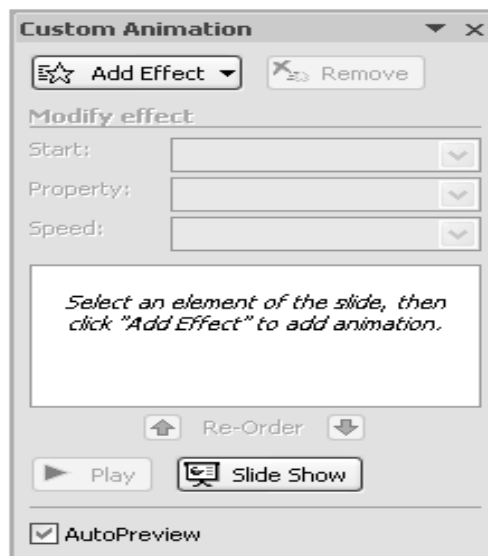 Custom Animation
Add Effect Remove
Modify effect
Start:
Property:
Speed:
Select an element of the slide, then
click "Add Effect" to add animation.
Re-Order
Play Slide Show
AutoPreview